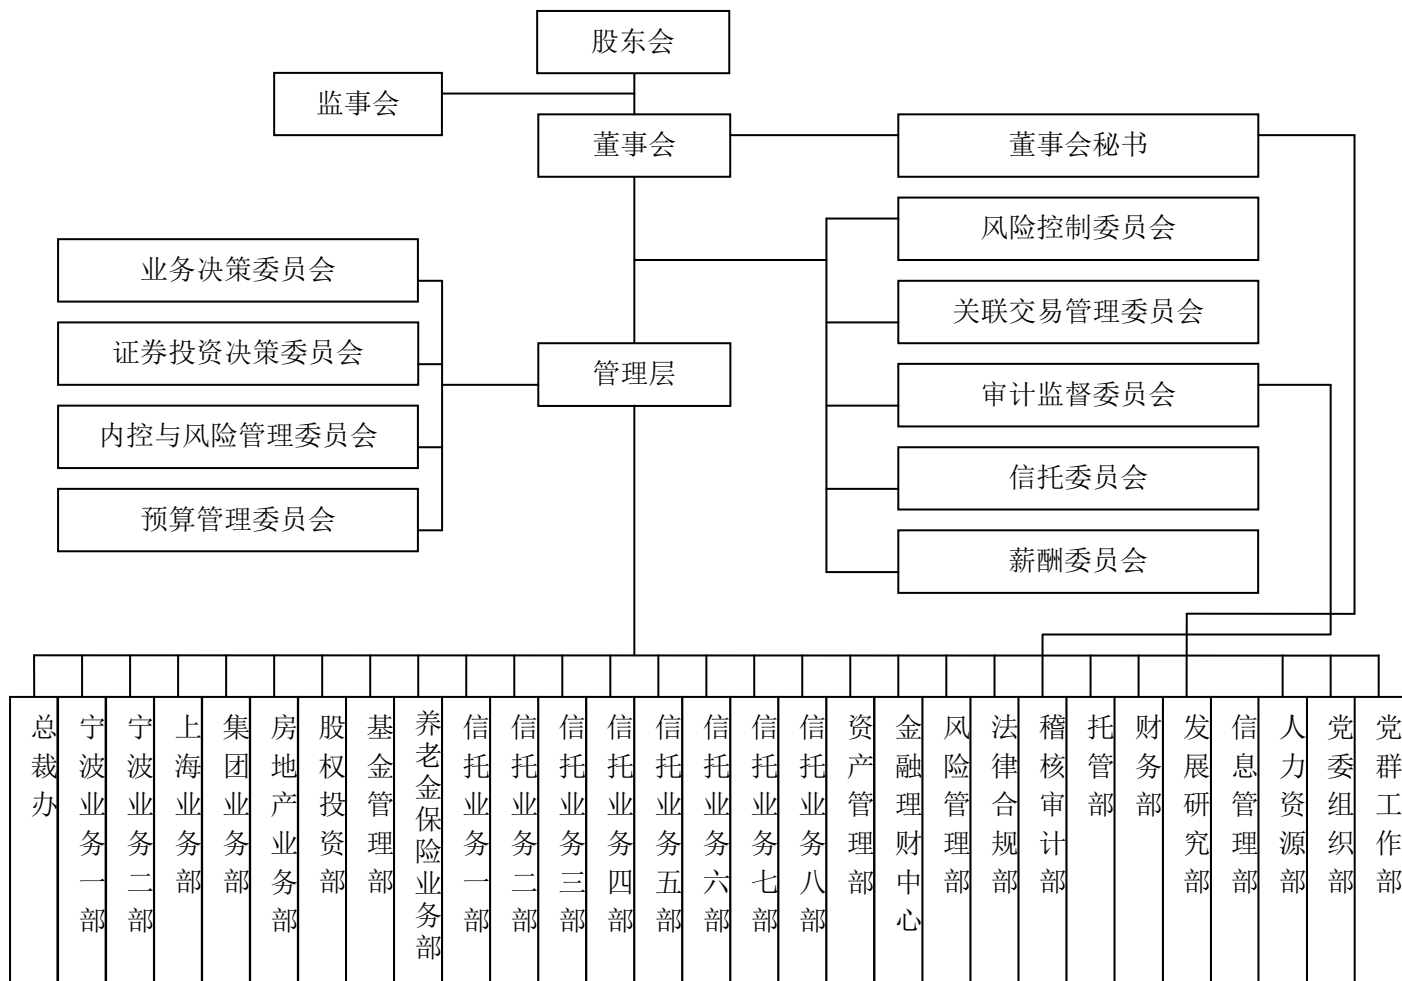 股东会
监事会
董事会
董事会秘书
风险控制委员会
业务决策委员会
关联交易管理委员会
证券投资决策委员会
管理层
审计监督委员会
内控与风险管理委员会
信托委员会
预算管理委员会
薪酬委员会
总裁办
宁波业务一部
宁波业务二部
上海业务部
集团业务部
房地产业务部
股权投资部
基金管理部
养老金保险业务部
信托业务一部
信托业务二部
信托业务三部
信托业务四部
信托业务五部
信托业务六部
信托业务七部
信托业务八部
资产管理部
金融理财中心
风险管理部
法律合规部
稽核审计部
托管部
财务部
发展研究部
信息管理部
人力资源部
党委组织部
党群工作部